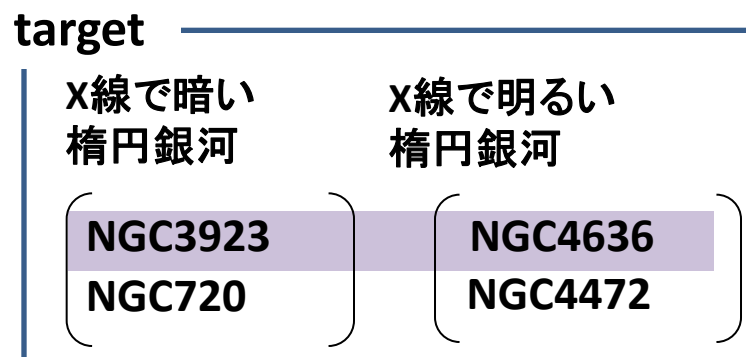 target
X線で暗い
楕円銀河
X線で明るい
楕円銀河
NGC3923
NGC720
NGC4636
NGC4472